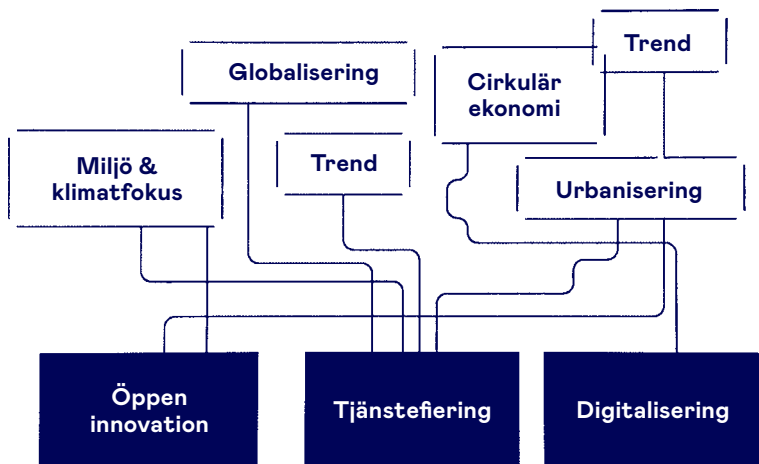 Trend
Globalisering
Cirkulär
ekonomi
Miljö &
klimatfokus
Trend
Urbanisering
Öppen
innovation
Tjänstefiering
Digitalisering